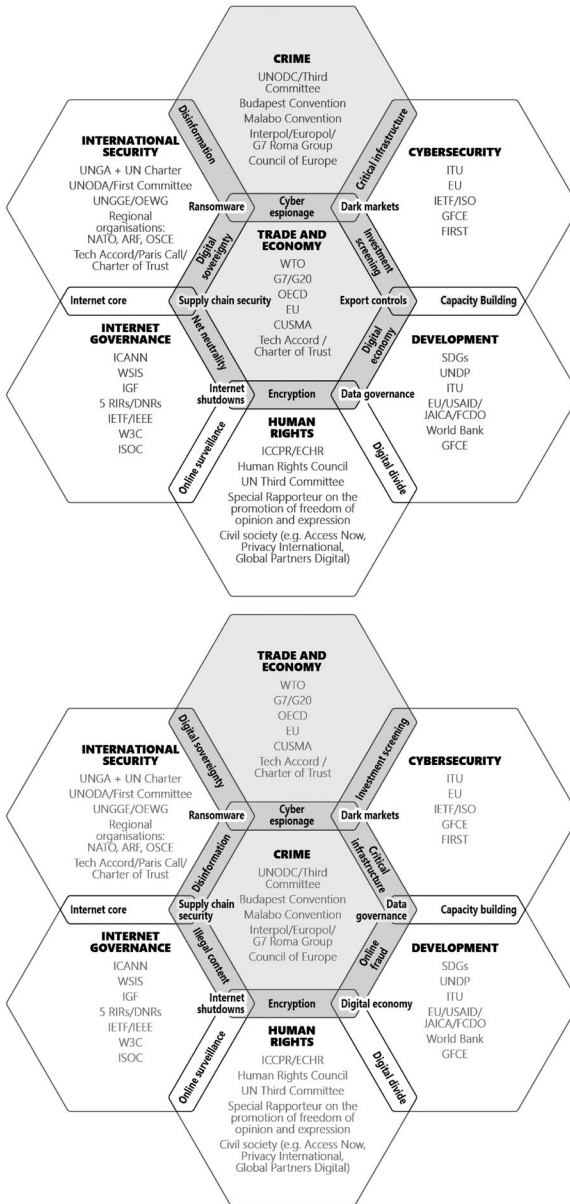 CRIME
UNODC/Third
Committee
Budapest Convention
Malabo Convention
Interpol/Europol/
G7 Roma Group
Council of Europe
Disinformation
Critical infrastructure
INTERNATIONAL
SECURITY
UNGA + UN Charter
UNODA/First Committee
UNGGE/OEWG
Regional
organisations:
NATO, ARF, OSCE
Tech Accord/Paris Call/
Charter of Trust
CYBERSECURITY
ITU
EU
IETF/ISO
GFCE
FIRST
Ransomware
Cyber
espionage
Dark markets
Digital
sovereignty
Investment
screening
TRADE AND
ECONOMY
WTO
G7/G20
OECD
EU
CUSMA
Tech Accord /
Charter of Trust
Internet core
Supply chain security
Export controls
Capacity Building
Net neutrality
Digital
economy
INTERNET
GOVERNANCE
ICANN
WSIS
IGF
5 RIRs/DNRs
IETF/IEEE
W3C
ISOC
DEVELOPMENT
SDGs
UNDP
ITU
EU/USAID/
JAICA/FCDO
World Bank
GFCE
Internet
shutdowns
Encryption
Data governance
Online surveillance
Digital divide
HUMAN
RIGHTS
ICCPR/ECHR
Human Rights Council
UN Third Committee
Special Rapporteur on the
promotion of freedom of
opinion and expression
Civil society (e.g. Access Now,
Privacy International,
Global Partners Digital)
TRADE AND
ECONOMY
WTO
G7/G20
OECD
EU
CUSMA
Tech Accord /
Charter of Trust
Digital sovereignty
Investment screening
INTERNATIONAL
SECURITY
UNGA + UN Charter
UNODA/First Committee
UNGGE/OEWG
Regional
organisations:
NATO, ARF, OSCE
Tech Accord/Paris Call/
Charter of Trust
CYBERSECURITY
ITU
EU
IETF/ISO
GFCE
FIRST
Ransomware
Cyber
espionage
Dark markets
Disinformation
Critical
infrastructure
CRIME
UNODC/Third
Committee
Budapest Convention
Malabo Convention
Interpol/Europol/
G7 Roma Group
Council of Europe
Internet core
Supply chain
security
Data
governance
Capacity building
Illegal content
Online
fraud
INTERNET
GOVERNANCE
ICANN
WSIS
IGF
5 RIRs/DNRs
IETF/IEEE
W3C
ISOC
DEVELOPMENT
SDGs
UNDP
ITU
EU/USAID/
JAICA/FCDO
World Bank
GFCE
Internet
shutdowns
Encryption
Digital economy
Online surveillance
Digital divide
HUMAN
RIGHTS
ICCPR/ECHR
Human Rights Council
UN Third Committee
Special Rapporteur on the
promotion of freedom of
opinion and expression
Civil society (e.g. Access Now,
Privacy International,
Global Partners Digital)